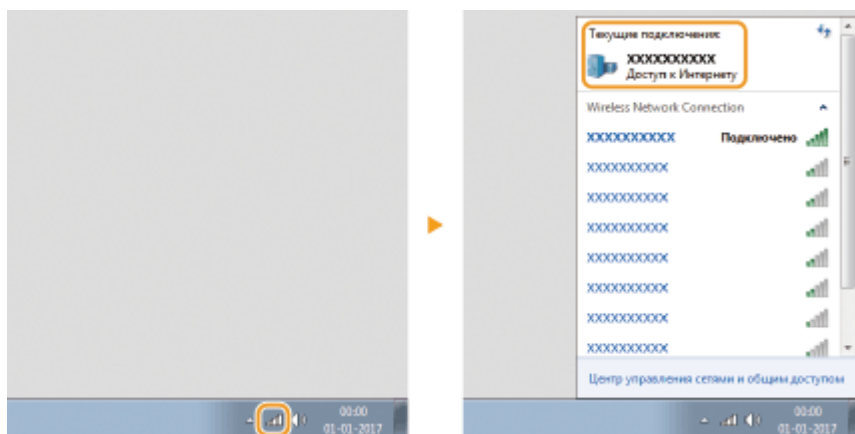 00:00
01-01-2017
Текущие подключения:
XXXXXXXXXX
Доступ к Интернету
Wireless Network Connection
XXXXXXXXXX Подключено
XXXXXXXXXX
XXXXXXXXXX
XXXXXXXXXX
XXXXXXXXXX
XXXXXXXXXX
XXXXXXXXXX
XXXXXXXXXX
Центр управления сетями и общим доступом
00:00
01-01-2017